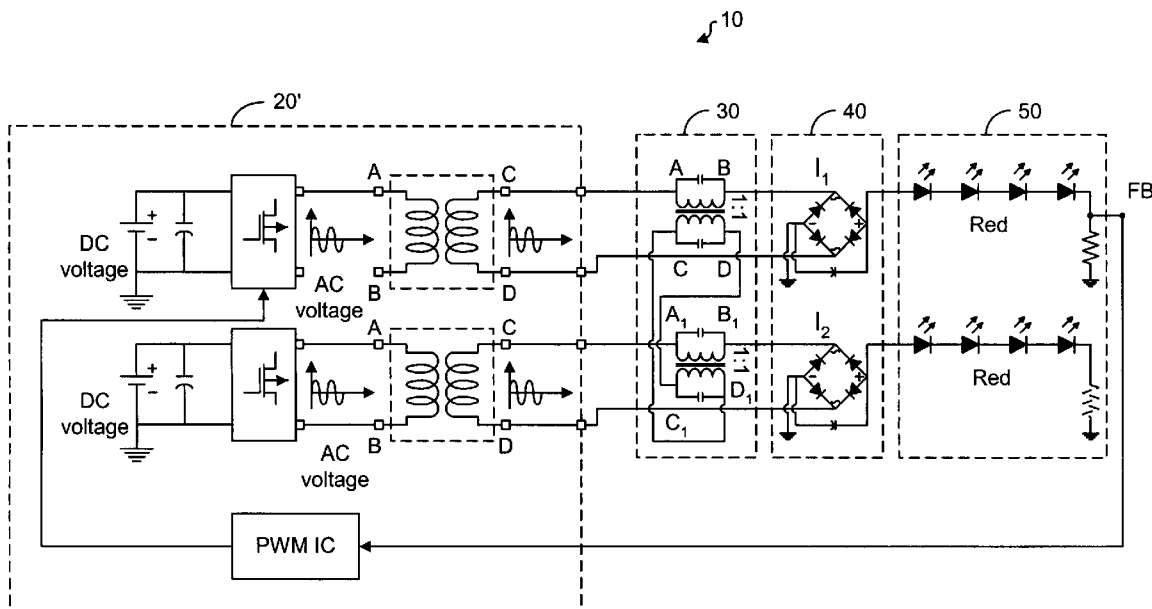 10
20'
30
40
50
A
C
A
B
I1
FB
DC
voltage
+
−
AC
voltage
B
D
1:1
C
D
−
+
Red
A
C
A1
B1
I2
DC
voltage
+
−
AC
voltage
B
D
1:1
C1
D1
−
+
Red
PWM IC